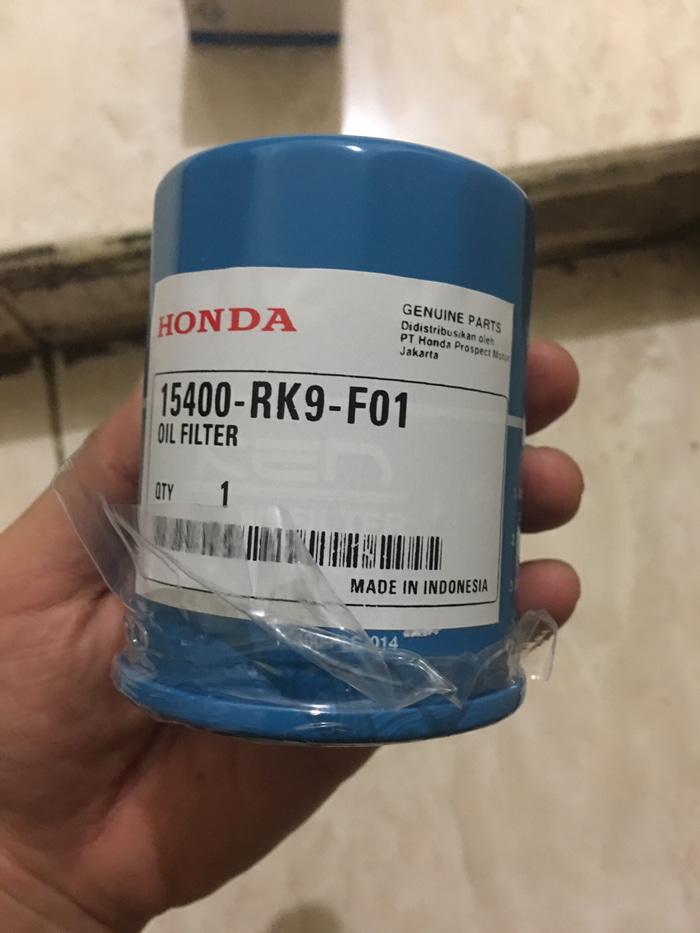 HONDA
GENUINE PARTS
Didistribusikan oleh
PT Honda Prospect Motor
Jakarta
15400-RK9-F01
OIL FILTER
QTY 1
MADE IN INDONESIA
014